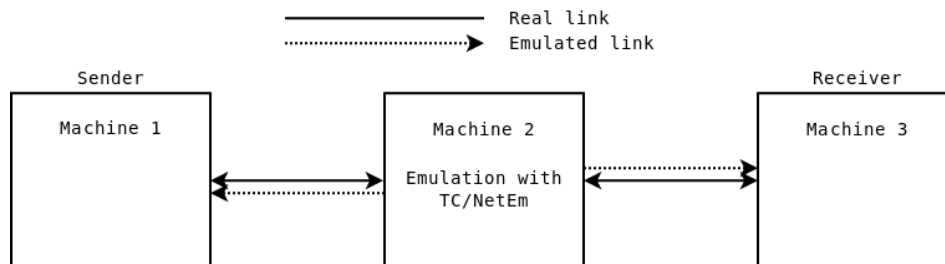 Real link
Emulated link
Sender
Receiver
Machine 1
Machine 2
Machine 3
Emulation with
TC/NetEm